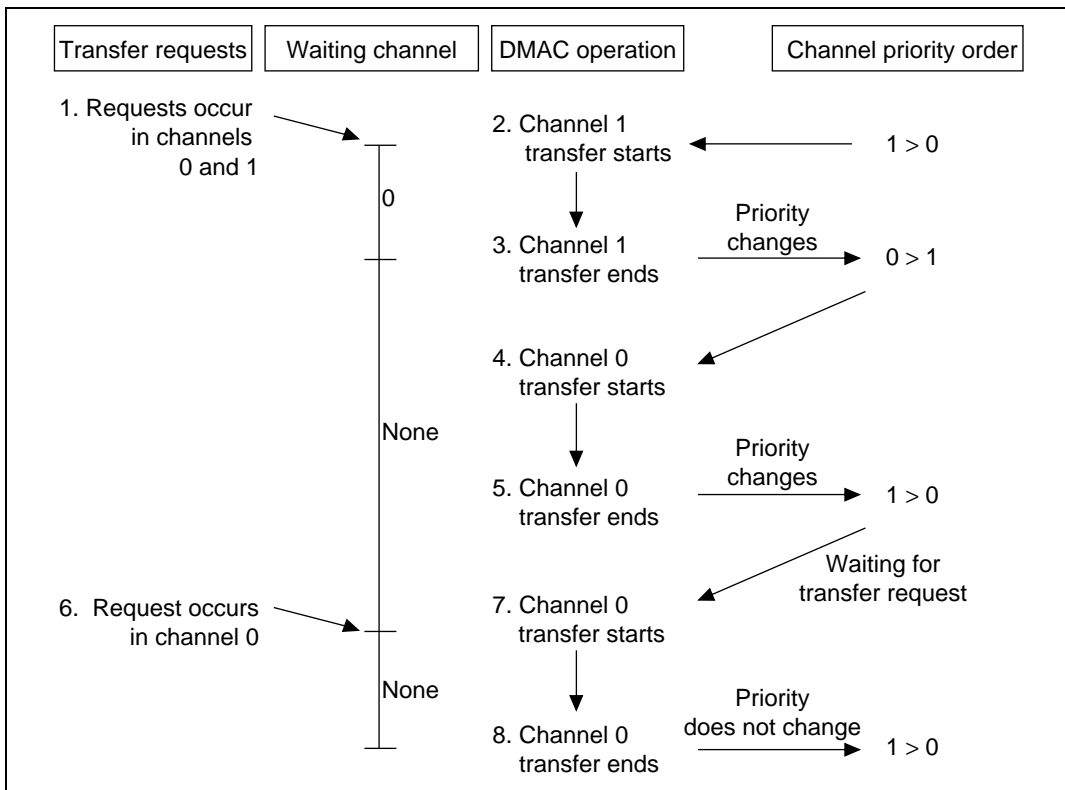 Transfer requests
Waiting channel
DMAC operation
Channel priority order
1. Requests occur
in channels
0 and 1
0
2. Channel 1
transfer starts
1 > 0
3. Channel 1
transfer ends
Priority
changes
0 > 1
4. Channel 0
transfer starts
None
5. Channel 0
transfer ends
Priority
changes
1 > 0
Waiting for
transfer request
6. Request occurs
in channel 0
7. Channel 0
transfer starts
None
8. Channel 0
transfer ends
Priority
does not change
1 > 0